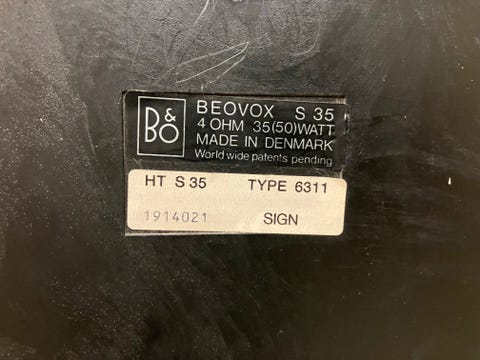 B&O
BEOVOX S 35
4 OHM 35(50)WATT
MADE IN DENMARK
World wide patents pending
HT S 35 TYPE 6311
1914021 SIGN